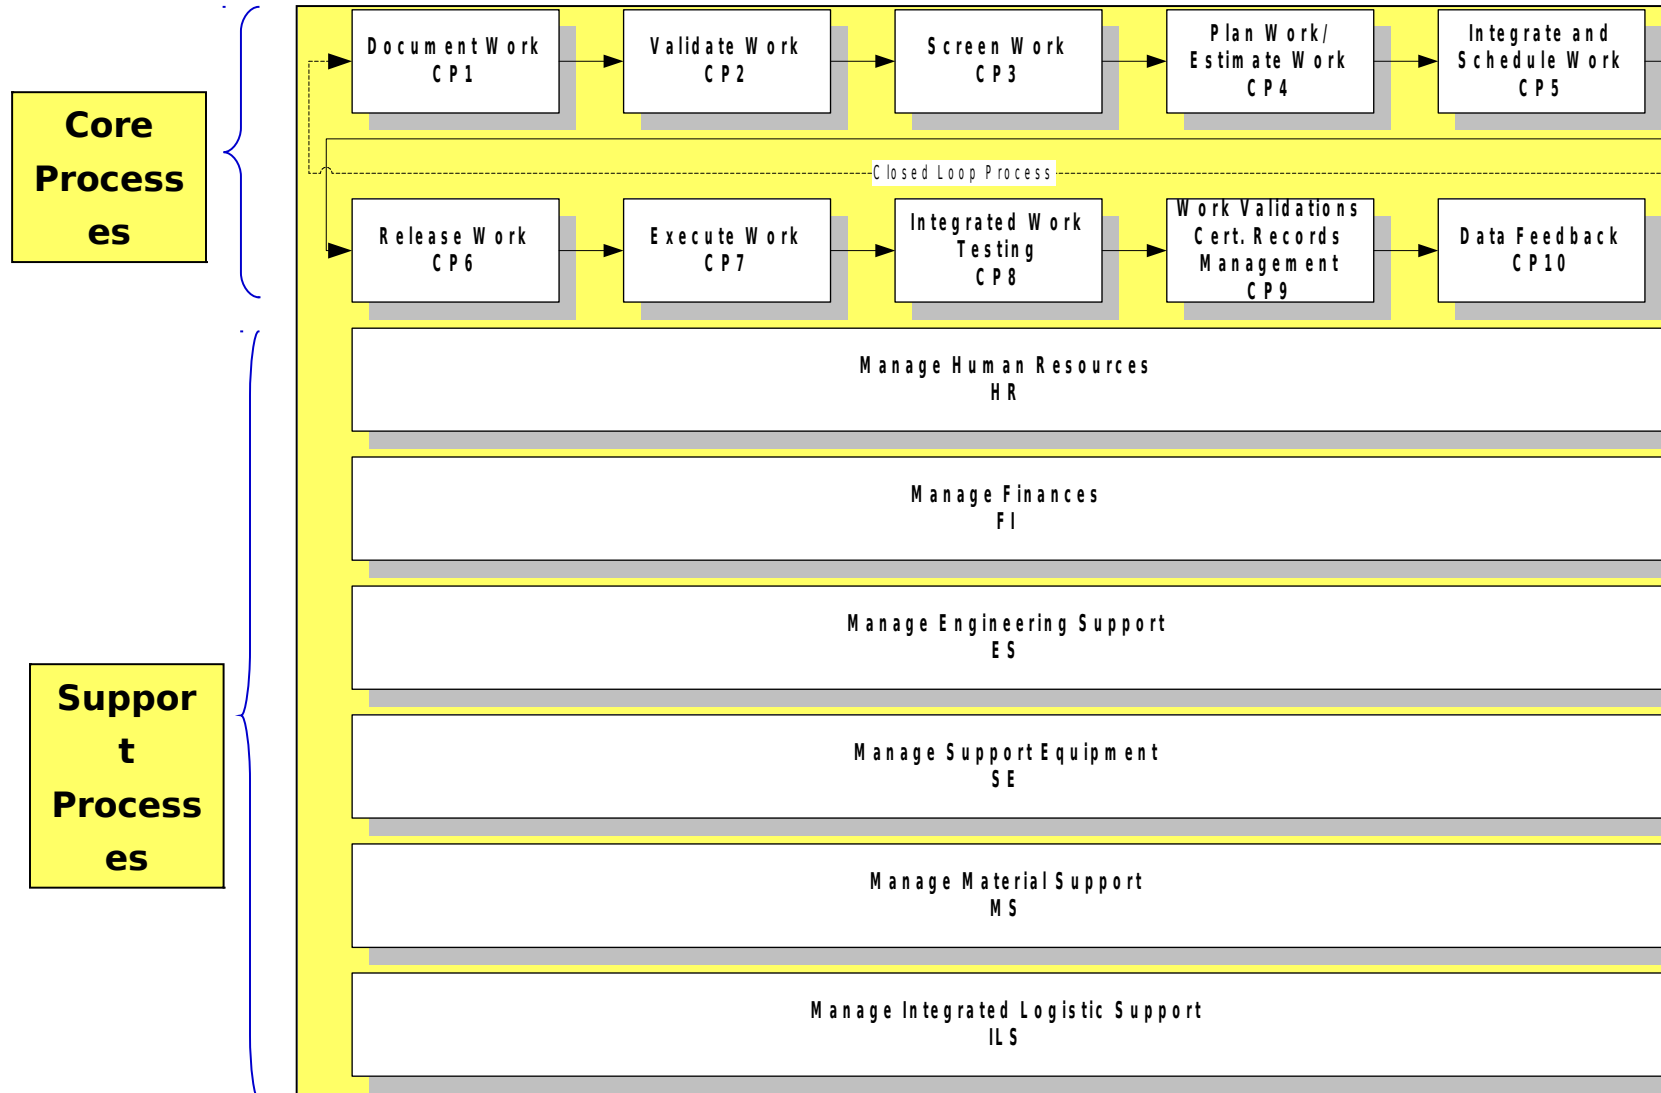 Core
Process
es
Document Work
CP1
Validate Work
CP2
Screen Work
CP3
Plan Work/
Estimate Work
CP4
Integrate and
Schedule Work
CP5
Closed Loop Process
Release Work
CP6
Execute Work
CP7
Integrated Work
Testing
CP8
Work Validations
Cert. Records
Management
CP9
Data Feedback
CP10
Suppor
t
Process
es
Manage Human Resources
HR
Manage Finances
FI
Manage Engineering Support
ES
Manage Support Equipment
SE
Manage Material Support
MS
Manage Integrated Logistic Support
ILS